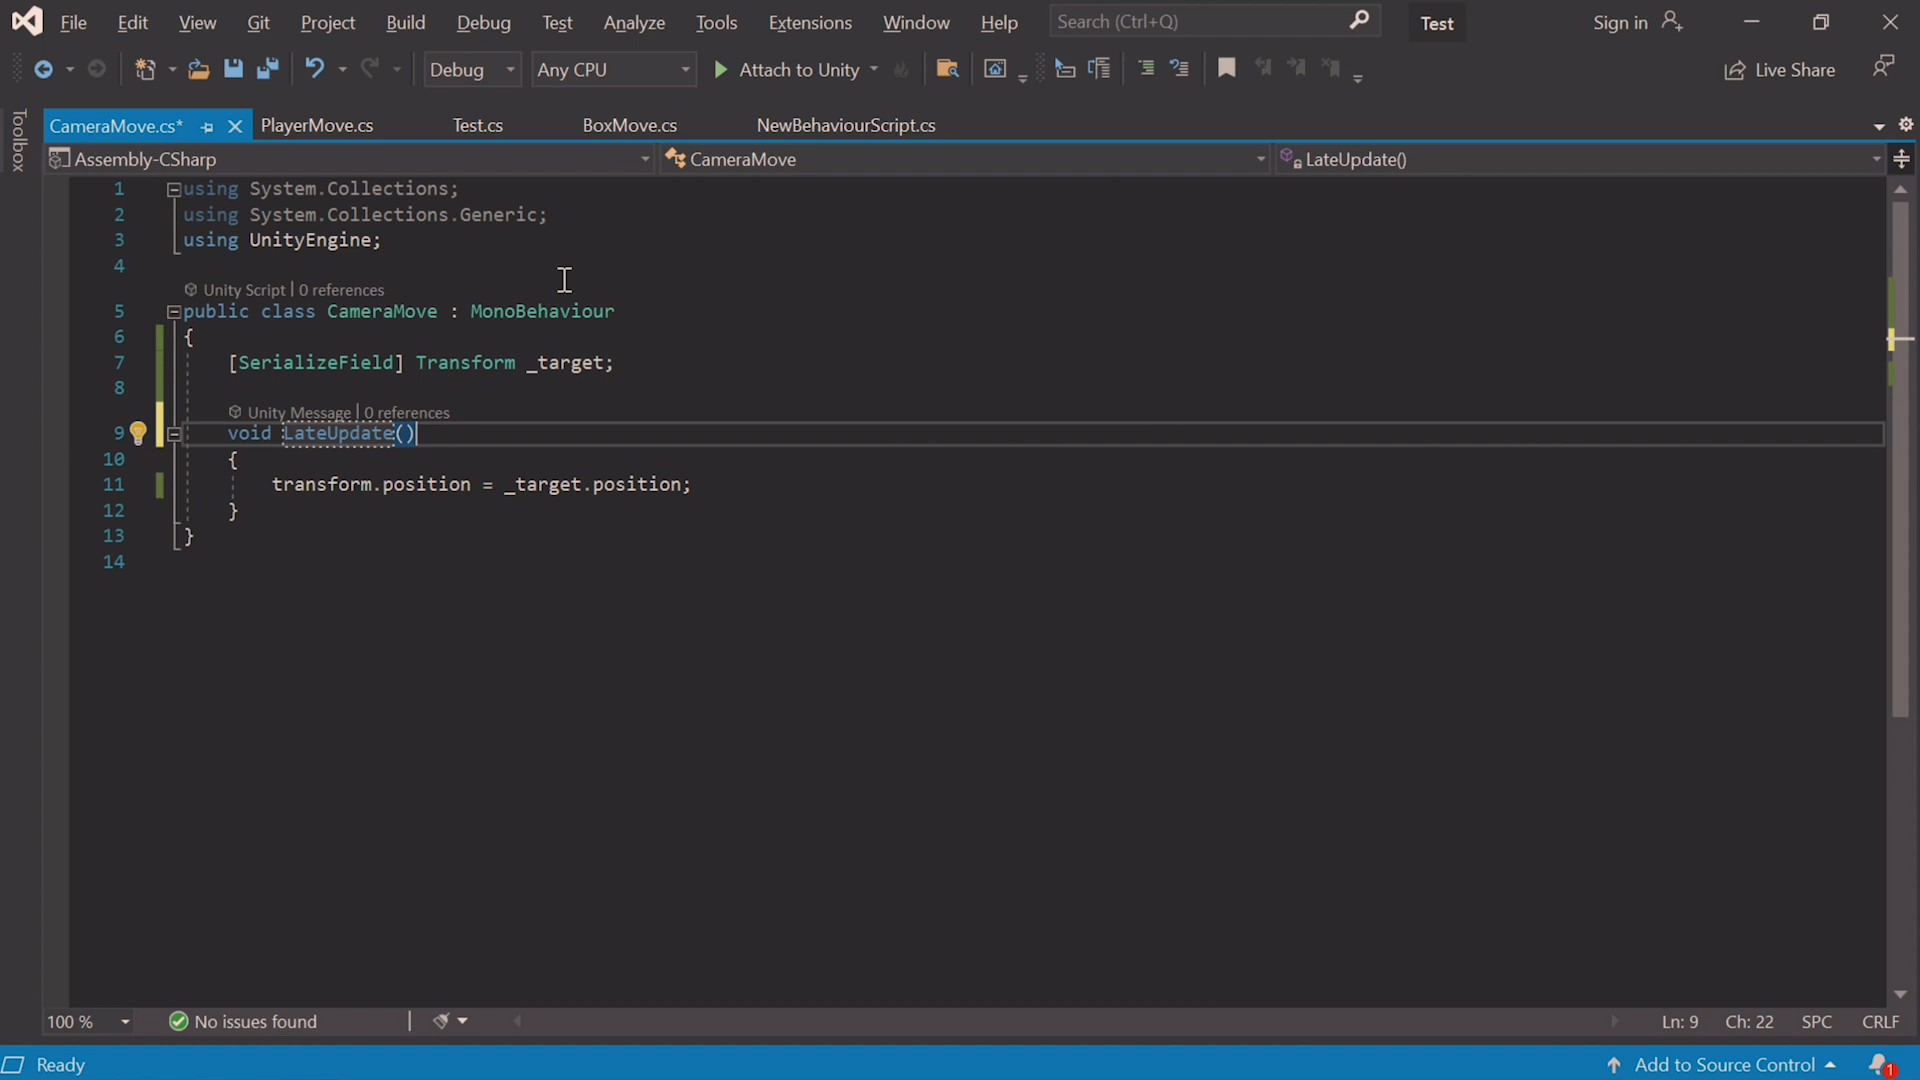 File Edit View Git Project Build Debug Test Analyze Tools Extensions Window Help Search (Ctrl+Q) Test Sign in
Debug Any CPU Attach to Unity Live Share
Toolbox
CameraMove.cs* PlayerMove.cs Test.cs BoxMove.cs NewBehaviourScript.cs
Assembly-CSharp CameraMove LateUpdate()
1 using System.Collections;
2 using System.Collections.Generic;
3 using UnityEngine;
4
Unity Script | 0 references
5 public class CameraMove : MonoBehaviour
6 {
7 [SerializeField] Transform _target;
8
Unity Message | 0 references
9 void LateUpdate()
10 {
11 transform.position = _target.position;
12 }
13 }
14
100 % No issues found Ln: 9 Ch: 22 SPC CRLF
Ready Add to Source Control 1